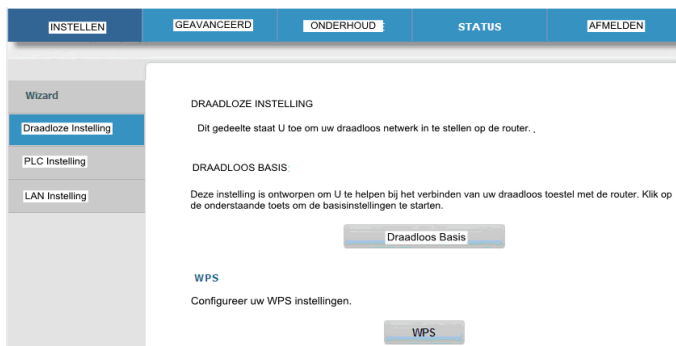 INSTELLEN GEAVANCEERD ONDERHOUD STATUS AFMELDEN
Wizard
Draadloze Instelling
PLC Instelling
LAN Instelling
DRAADLOZE INSTELLING
Dit gedeelte staat U toe om uw draadloos netwerk in te stellen op de router.
DRAADLOOS BASIS:
Deze instelling is ontworpen om U te helpen bij het verbinden van uw draadloos toestel met de router. Klik op
de onderstaande toets om de basisinstellingen te starten.
Draadloos Basis
WPS
Configureer uw WPS instellingen.
WPS